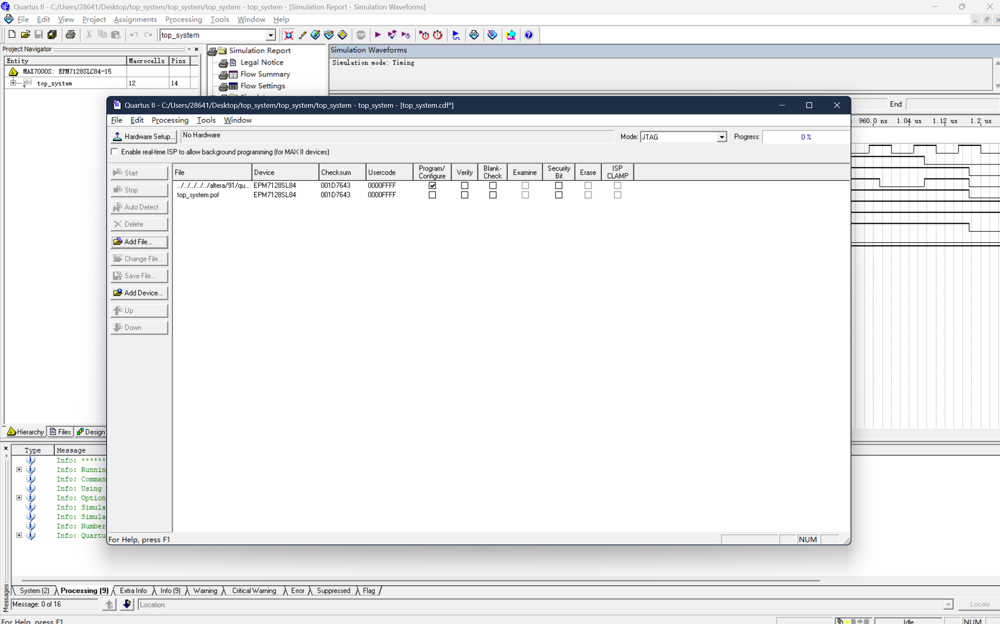 Quartus II - C:/Users/28641/Desktop/top_system/top_system/top_system - top_system - [Simulation Report - Simulation Waveforms]
File Edit View Project Assignments Processing Tools Window Help
top_system
STOP
Project Navigator
Entity Macrocells Pins
MAX7000S: EPM7128SLC84-15
abd top_system 12 14
Simulation Report
Legal Notice
Flow Summary
Flow Settings
Simulation Waveforms
Simulation mode: Timing
End:
960.0 ns 1.04 us 1.12 us 1.2 us
Quartus II - C:/Users/28641/Desktop/top_system/top_system/top_system - top_system - [top_system.cdf*]
File Edit Processing Tools Window
Hardware Setup... No Hardware Mode: JTAG Progress: 0 %
Enable real-time ISP to allow background programming (for MAX II devices)
File Device Checksum Usercode Program/Configure Verify Blank-Check Examine Security Bit Erase ISP CLAMP
../../../../../altera/91/qu... EPM7128SL84 001D7643 0000FFFF
top_system.pof EPM7128SL84 001D7643 0000FFFF
Start
Stop
Auto Detect
Delete
Add File...
Change File...
Save File...
Add Device...
Up
Down
For Help, press F1 NUM
Hierarchy Files Design
Type Message
Info: ******
Info: Runnin
Info: Comman
Info: Using
Info: Option
Info: Simula
Info: Simula
Info: Number
Info: Quartu
System (2) Processing (9) Extra Info Info (9) Warning Critical Warning Error Suppressed Flag
Messages
Message: 0 of 16 Location: Locate
For Help, press F1 Idle NUM